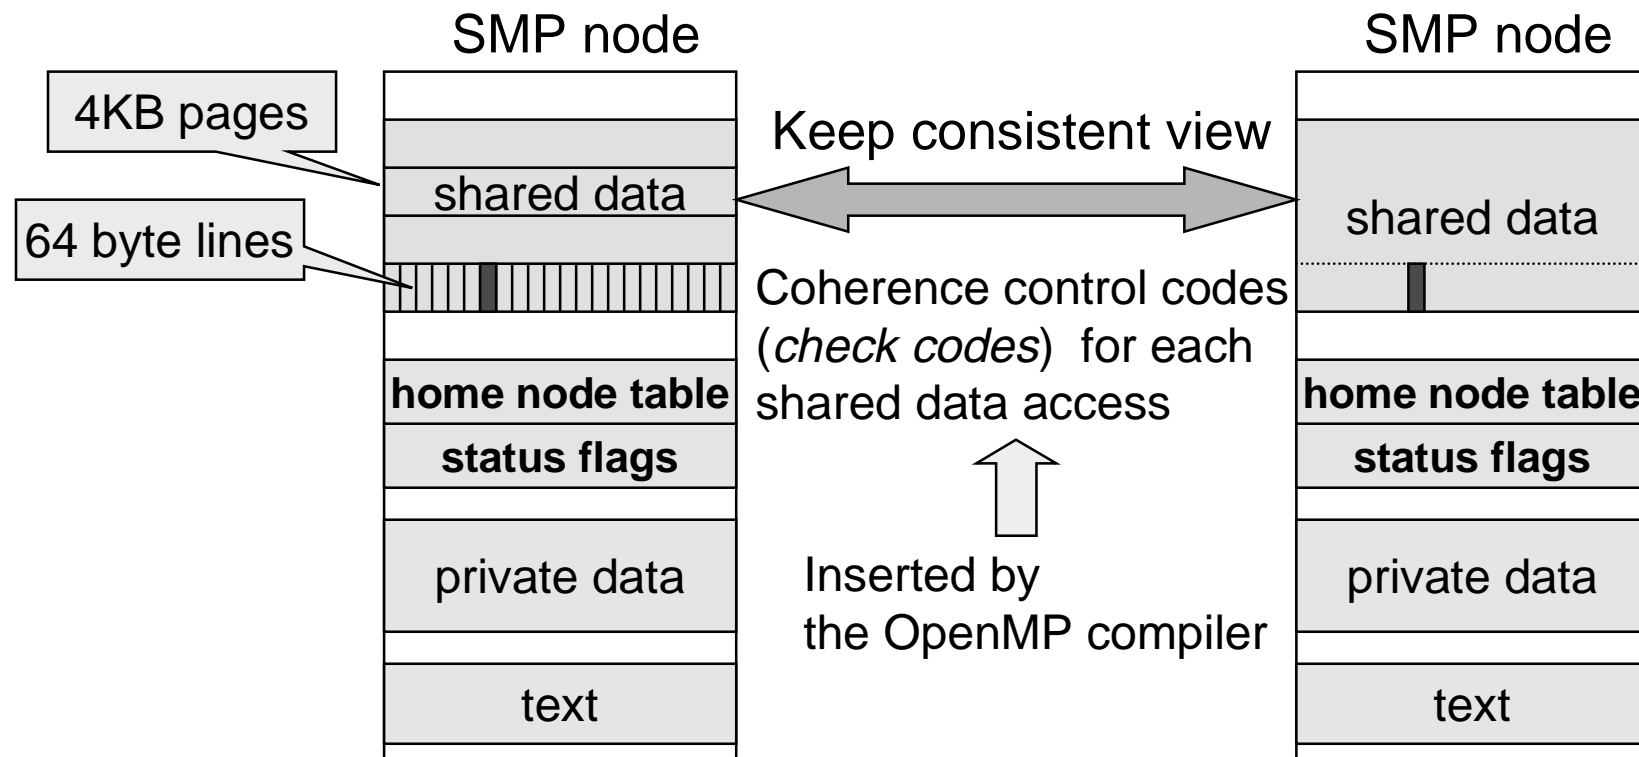 SMP node
SMP node
4KB pages
64 byte lines
shared data
home node table
status flags
private data
text
Keep consistent view
Coherence control codes
(check codes) for each
shared data access
Inserted by
the OpenMP compiler
shared data
home node table
status flags
private data
text